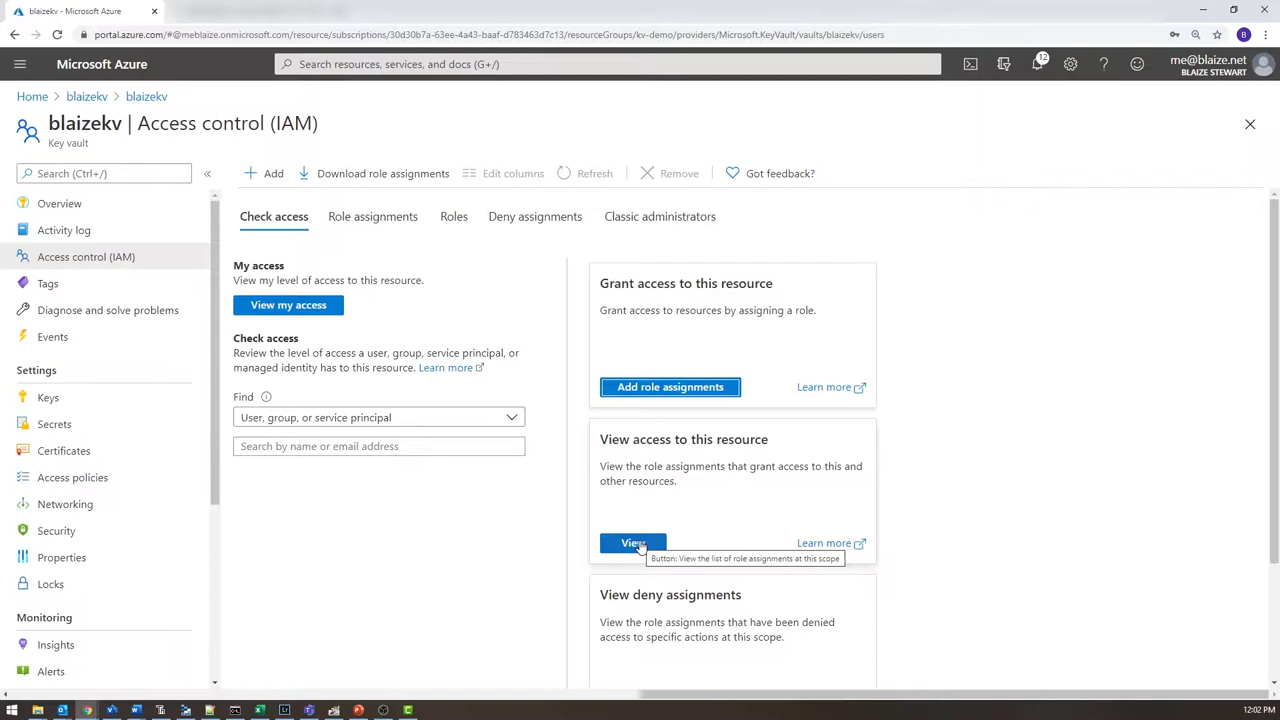 blaizekv - Microsoft Azure
portal.azure.com/#@meblaize.onmicrosoft.com/resource/subscriptions/30d30b7a-63ee-4a43-baaf-d783463d7c13/resourceGroups/kv-demo/providers/Microsoft.KeyVault/vaults/blaizekv/users
B
Microsoft Azure
Search resources, services, and docs (G+/)
12
me@blaize.net
BLAIZE STEWART
Home > blaizekv > blaizekv
blaizekv | Access control (IAM)
Key vault
Search (Ctrl+/)
Add
Download role assignments
Edit columns
Refresh
Remove
Got feedback?
Overview
Activity log
Access control (IAM)
Tags
Diagnose and solve problems
Events
Settings
Keys
Secrets
Certificates
Access policies
Networking
Security
Properties
Locks
Monitoring
Insights
Alerts
Check access
Role assignments
Roles
Deny assignments
Classic administrators
My access
View my level of access to this resource.
View my access
Check access
Review the level of access a user, group, service principal, or
managed identity has to this resource. Learn more
Find
User, group, or service principal
Search by name or email address
Grant access to this resource
Grant access to resources by assigning a role.
Add role assignments
Learn more
View access to this resource
View the role assignments that grant access to this and
other resources.
View
Learn more
Button: View the list of role assignments at this scope
View deny assignments
View the role assignments that have been denied
access to specific actions at this scope.
12:02 PM